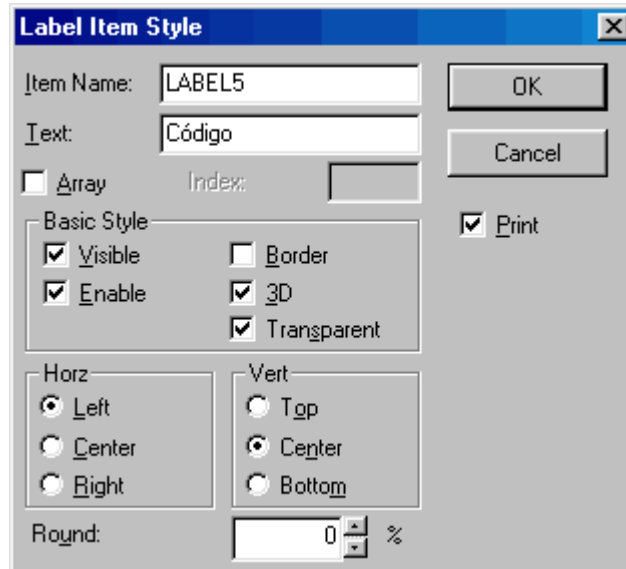 Label Item Style
Item Name: LABEL5
OK
Text: Código
Cancel
Array Index:
Print
Basic Style
Visible Border
Enable 3D
Transparent
Horz Vert
Left Top
Center Center
Right Bottom
Round: 0 %